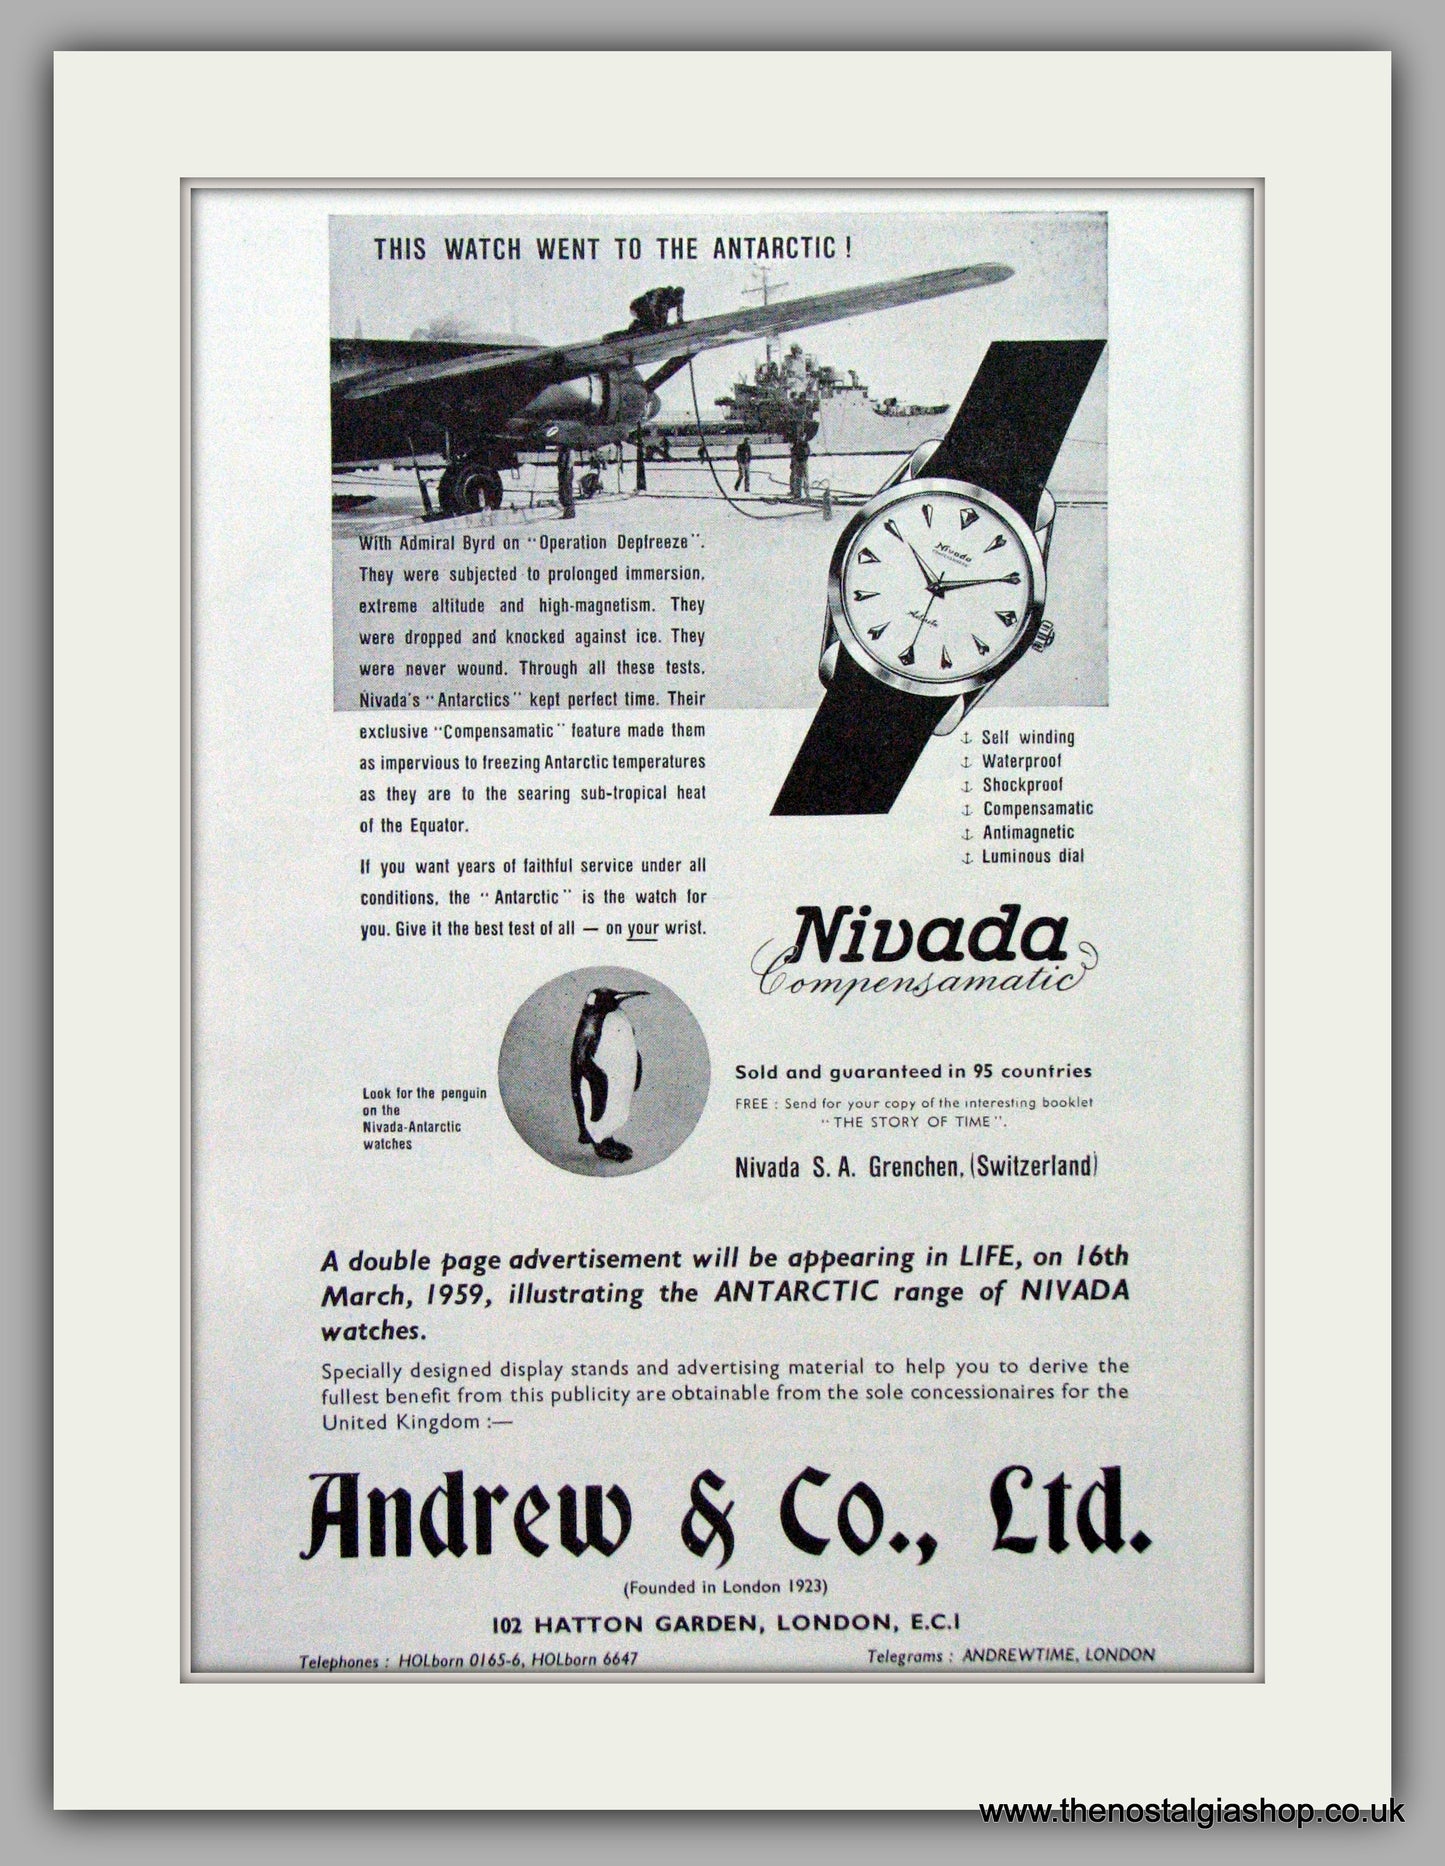 THIS WATCH WENT TO THE ANTARCTIC !
With Admiral Byrd on "Operation Depfreeze".
They were subjected to prolonged immersion,
extreme altitude and high-magnetism. They
were dropped and knocked against ice. They
were never wound. Through all these tests,
Nivada's "Antarctics" kept perfect time. Their
exclusive "Compensamatic" feature made them
as impervious to freezing Antarctic temperatures
as they are to the searing sub-tropical heat
of the Equator.
If you want years of faithful service under all
conditions, the "Antarctic" is the watch for
you. Give it the best test of all — on your wrist.
Nivada
Self winding
Waterproof
Shockproof
Compensamatic
Antimagnetic
Luminous dial
Nivada
Compensamatic
Look for the penguin
on the
Nivada-Antarctic
watches
Sold and guaranteed in 95 countries
FREE : Send for your copy of the interesting booklet
"THE STORY OF TIME".
Nivada S. A. Grenchen, (Switzerland)
A double page advertisement will be appearing in LIFE, on 16th
March, 1959, illustrating the ANTARCTIC range of NIVADA
watches.
Specially designed display stands and advertising material to help you to derive the
fullest benefit from this publicity are obtainable from the sole concessionaires for the
United Kingdom :—
Andrew & Co., Ltd.
(Founded in London 1923)
102 HATTON GARDEN, LONDON, E.C.1
Telephones : HOLborn 0165-6, HOLborn 6647
Telegrams : ANDREWTIME, LONDON
www.thenostalgiashop.co.uk